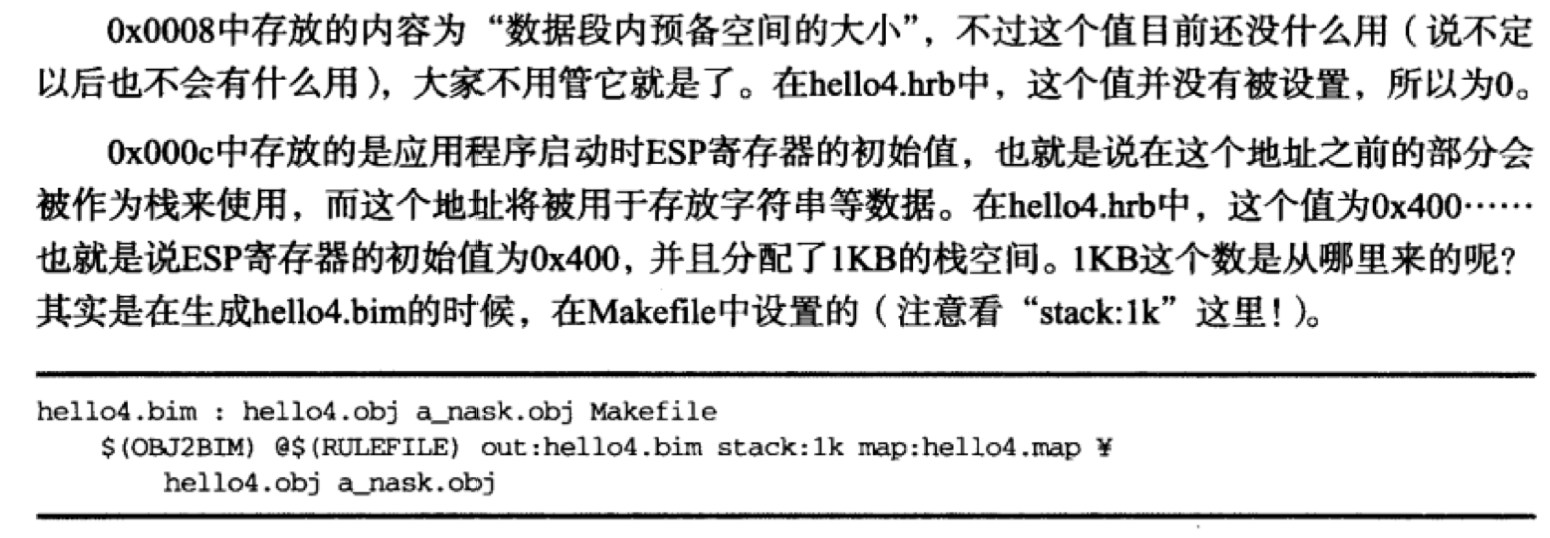 0x0008中存放的内容为“数据段内预备空间的大小”，不过这个值目前还没什么用（说不定
以后也不会有什么用），大家不用管它就是了。在hello4.hrb中，这个值并没有被设置，所以为0。
0x000c中存放的是应用程序启动时ESP寄存器的初始值，也就是说在这个地址之前的部分会
被作为栈来使用，而这个地址将被用于存放字符串等数据。在hello4.hrb中，这个值为0x400……
也就是说ESP寄存器的初始值为0x400，并且分配了1KB的栈空间。1KB这个数是从哪里来的呢？
其实是在生成hello4.bim的时候，在Makefile中设置的（注意看“stack:1k”这里！）。
hello4.bim : hello4.obj a_nask.obj Makefile
$(OBJ2BIM) @$(RULEFILE) out:hello4.bim stack:1k map:hello4.map ¥
hello4.obj a_nask.obj